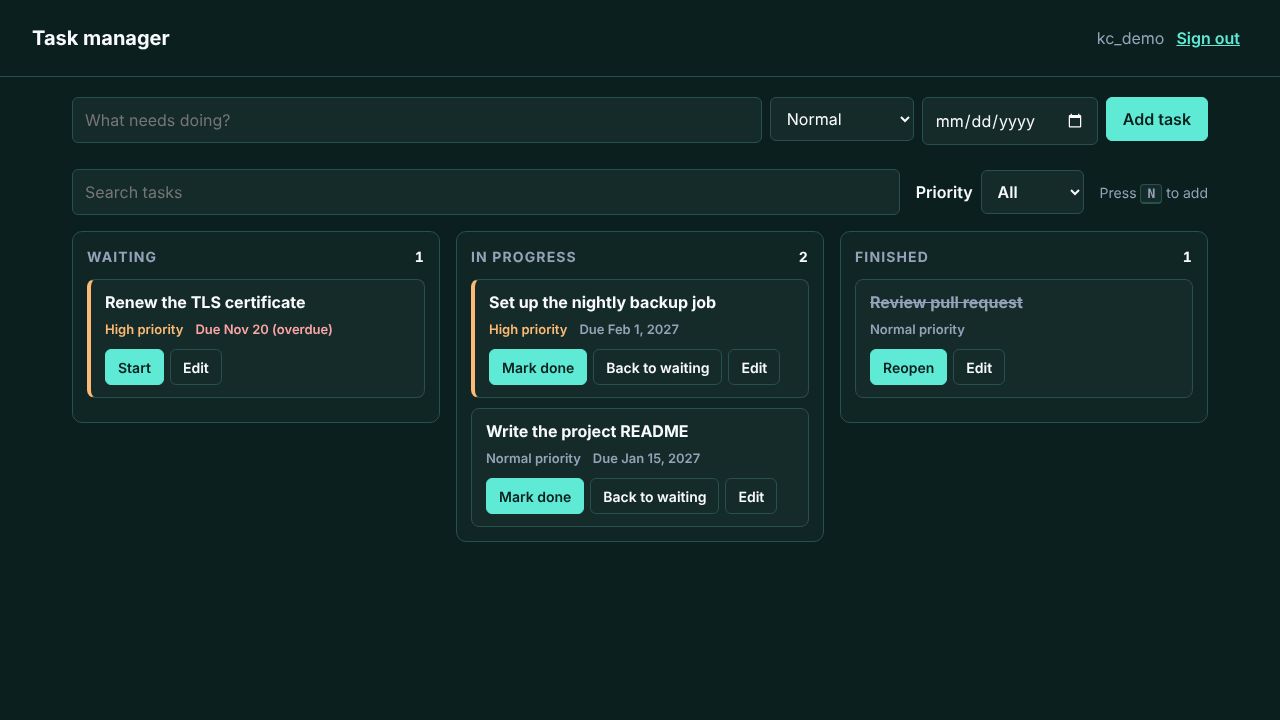 Task manager
kc_demo Sign out
What needs doing?
Normal
mm/dd/yyyy
Add task
Search tasks
Priority All
Press N to add
WAITING 1
Renew the TLS certificate
High priority Due Nov 20 (overdue)
Start Edit
IN PROGRESS 2
Set up the nightly backup job
High priority Due Feb 1, 2027
Mark done Back to waiting Edit
Write the project README
Normal priority Due Jan 15, 2027
Mark done Back to waiting Edit
FINISHED 1
Review pull request
Normal priority
Reopen Edit